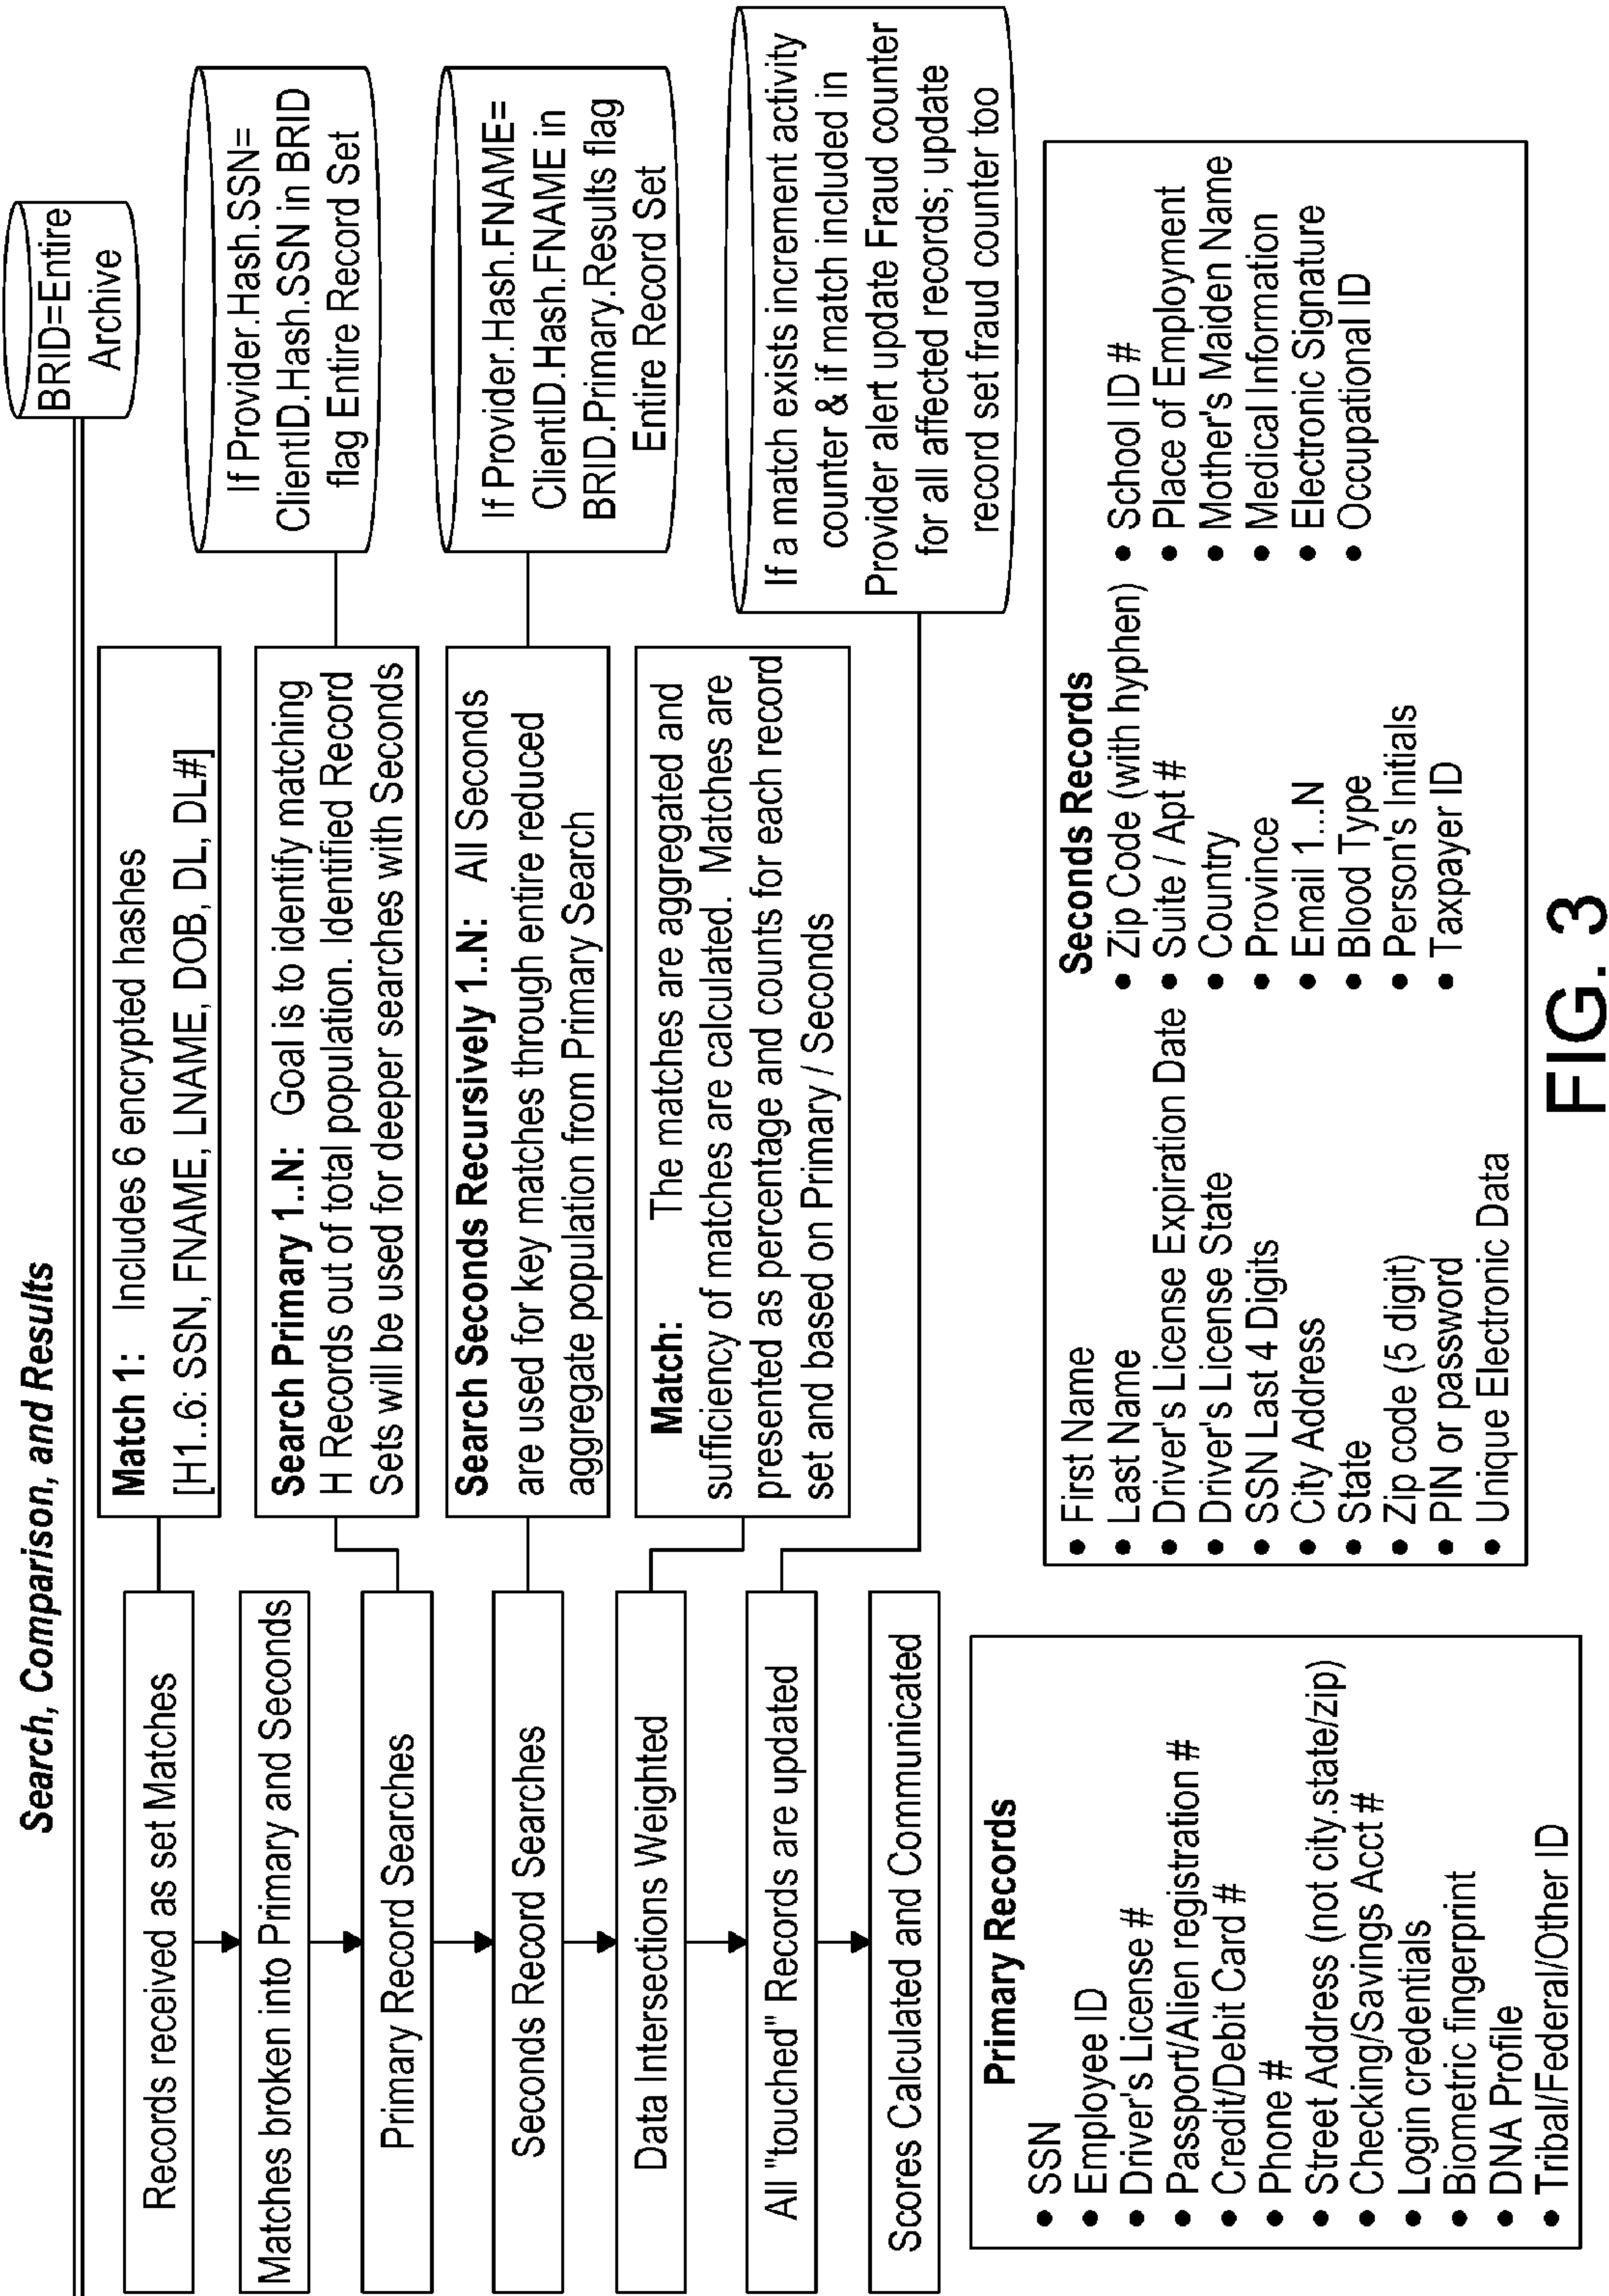 Search, Comparison, and Results
BRID=Entire
Archive
Records received as set Matches
Matches broken into Primary and Seconds
Primary Record Searches
Seconds Record Searches
Data Intersections Weighted
All "touched" Records are updated
Scores Calculated and Communicated
Match 1: Includes 6 encrypted hashes
[H1..6: SSN, FNAME, LNAME, DOB, DL, DL#]
Search Primary 1..N: Goal is to identify matching
H Records out of total population. Identified Record
Sets will be used for deeper searches with Seconds
Search Seconds Recursively 1..N: All Seconds
are used for key matches through entire reduced
aggregate population from Primary Search
Match: The matches are aggregated and
sufficiency of matches are calculated. Matches are
presented as percentage and counts for each record
set and based on Primary / Seconds
If Provider.Hash.SSN=
ClientID.Hash.SSN in BRID
flag Entire Record Set
If Provider.Hash.FNAME=
ClientID.Hash.FNAME in
BRID.Primary.Results flag
Entire Record Set
If a match exists increment activity
counter & if match included in
Provider alert update Fraud counter
for all affected records; update
record set fraud counter too
Primary Records
• SSN
• Employee ID
• Driver's License #
• Passport/Alien registration #
• Credit/Debit Card #
• Phone #
• Street Address (not city.state/zip)
• Checking/Savings Acct #
• Login credentials
• Biometric fingerprint
• DNA Profile
• Tribal/Federal/Other ID
Seconds Records
• First Name
• Last Name
• Driver's License Expiration Date
• Driver's License State
• SSN Last 4 Digits
• City Address
• State
• Zip code (5 digit)
• PIN or password
• Unique Electronic Data
• Zip Code (with hyphen)
• Suite / Apt #
• Country
• Province
• Email 1...N
• Blood Type
• Person's Initials
• Taxpayer ID
• School ID #
• Place of Employment
• Mother's Maiden Name
• Medical Information
• Electronic Signature
• Occupational ID
FIG. 3